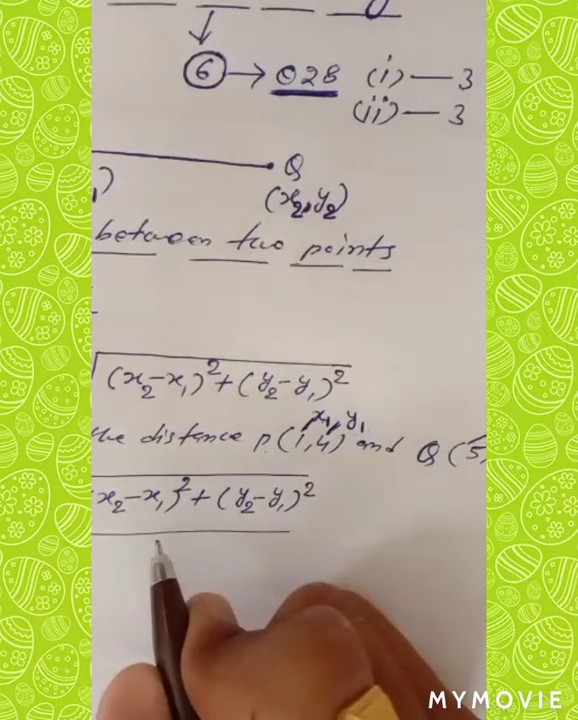 6 → 028 (i) — 3
(ii) — 3
Q
(x₂,y₂)
between two points
(x₂-x₁)²+(y₂-y₁)²
x₁,y₁
the distance P(1,4) and Q(5,
x₂-x₁)²+(y₂-y₁)²
MYMOVIE